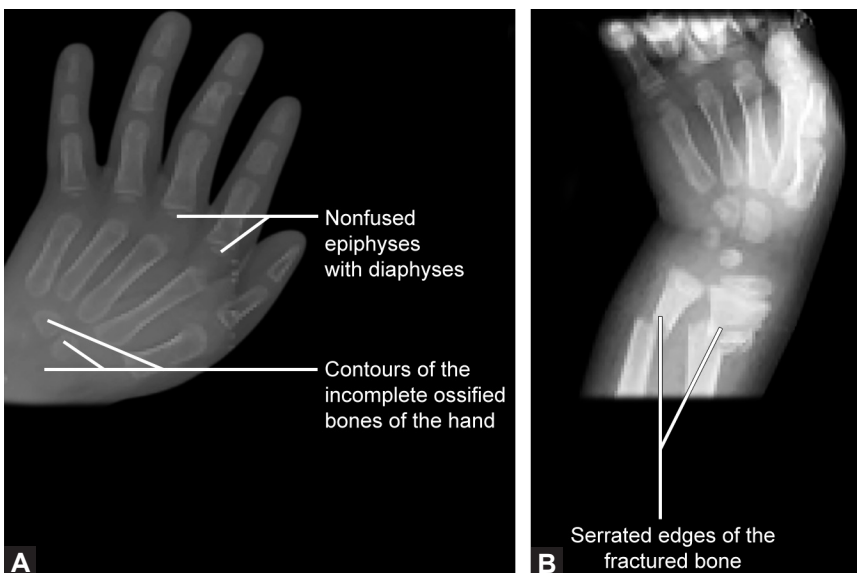 Nonfused
epiphyses
with diaphyses
Contours of the
incomplete ossified
bones of the hand
A
Serrated edges of the
fractured bone
B